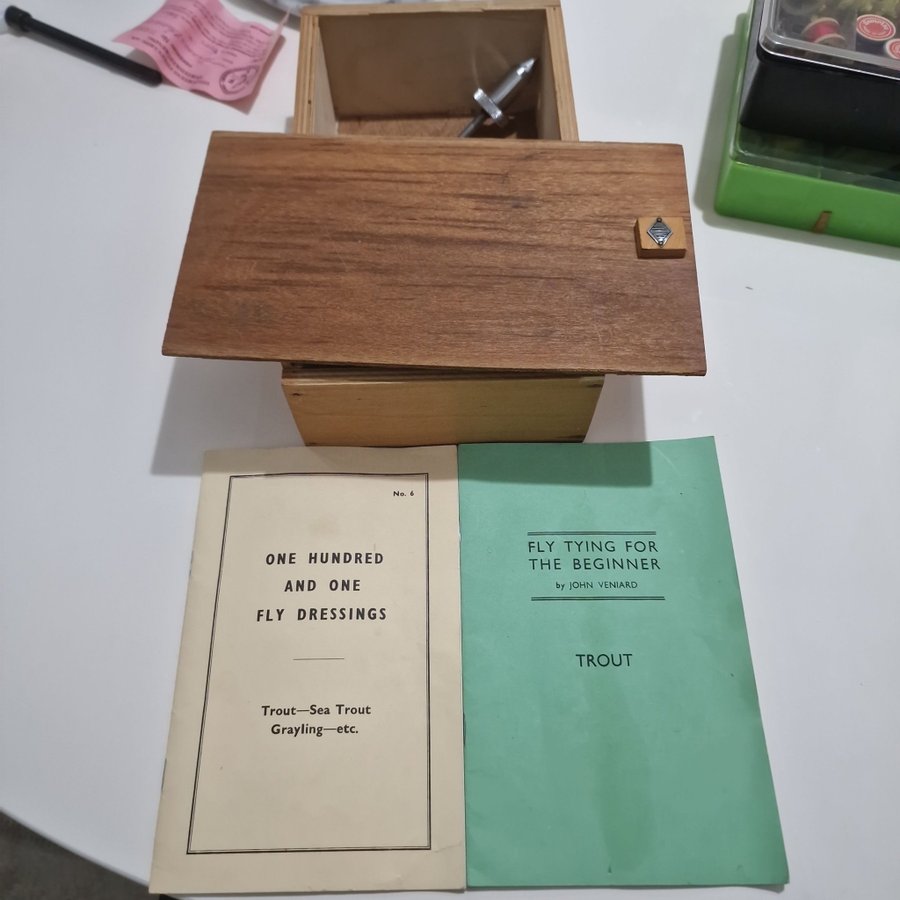 No. 6
ONE HUNDRED
AND ONE
FLY DRESSINGS
Trout—Sea Trout
Grayling—etc.
FLY TYING FOR
THE BEGINNER
by JOHN VENIARD
TROUT